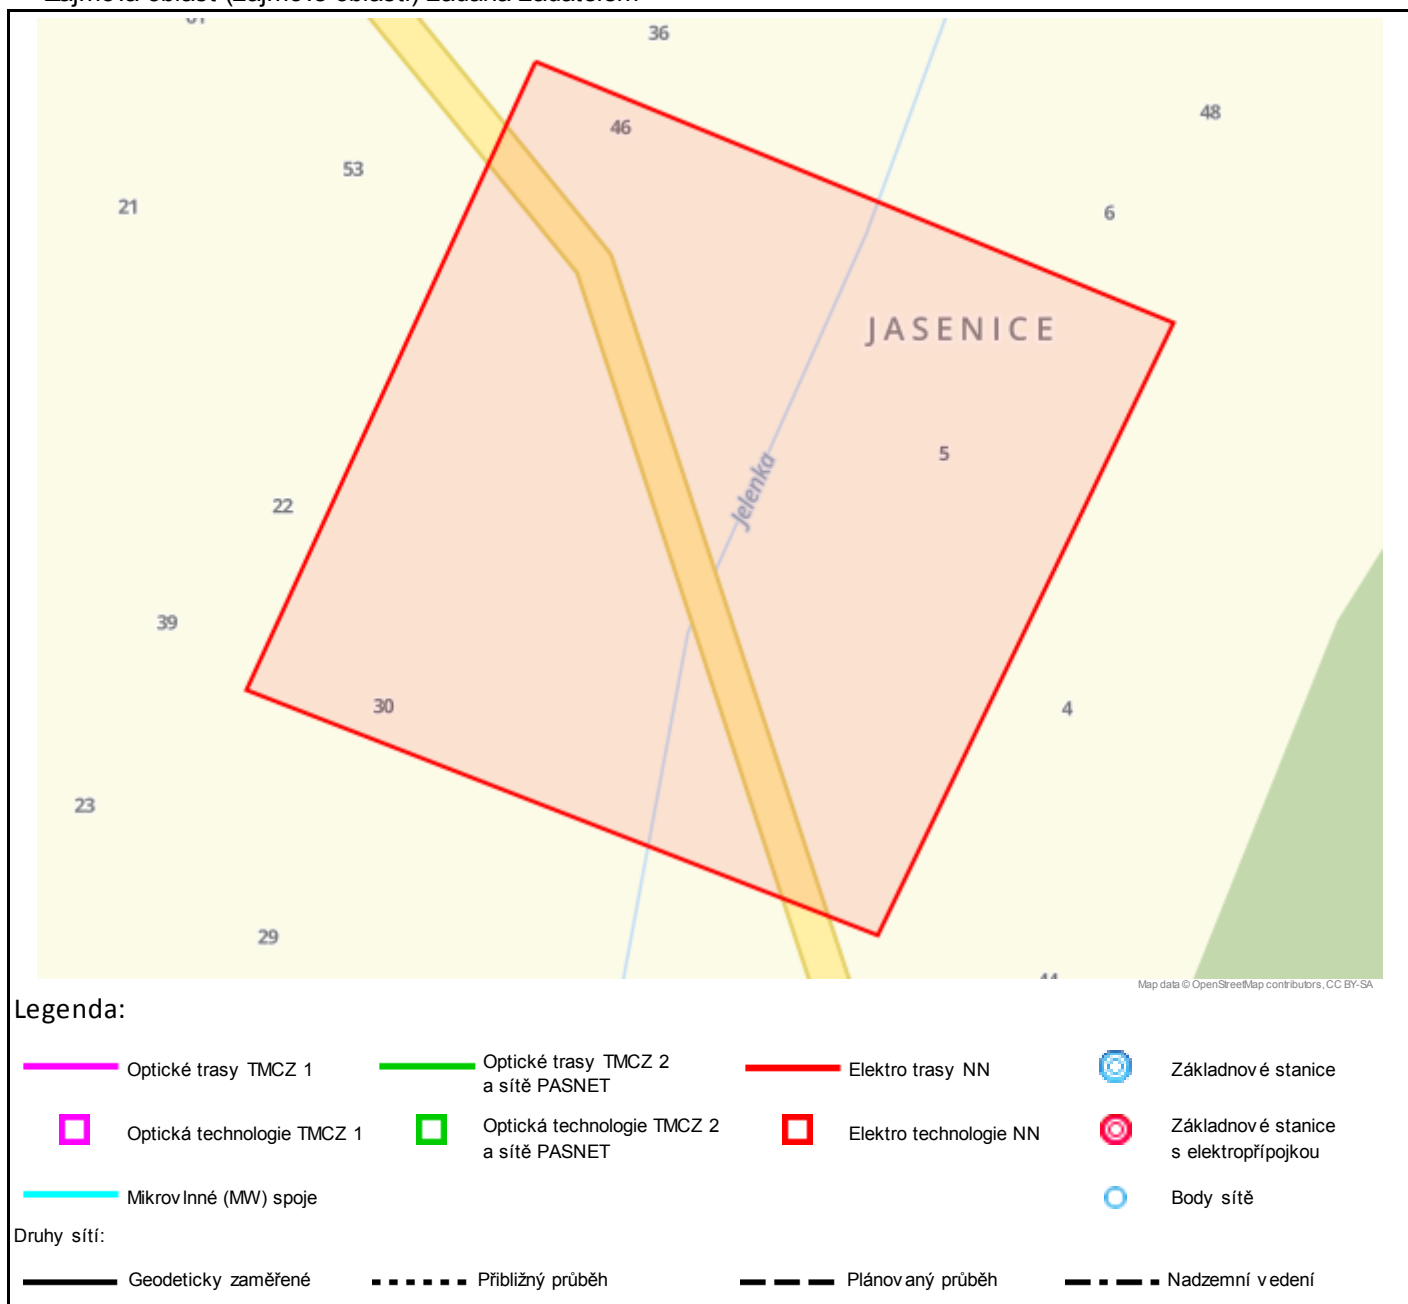 36
48
46
53
21
6
JASENICE
5
Jelenka
22
39
30
4
23
29
Map data © OpenStreetMap contributors, CC BY-SA
Legenda:
Optické trasy TMCZ 1
Optické trasy TMCZ 2
a sítě PASNET
Elektro trasy NN
Základnové stanice
Optická technologie TMCZ 1
Optická technologie TMCZ 2
a sítě PASNET
Elektro technologie NN
Základnové stanice
s elektropřípojkou
Mikrovlnné (MW) spoje
Body sítě
Druhy sítí:
Geodeticky zaměřené
Přibližný průběh
Plánovaný průběh
Nadzemní vedení